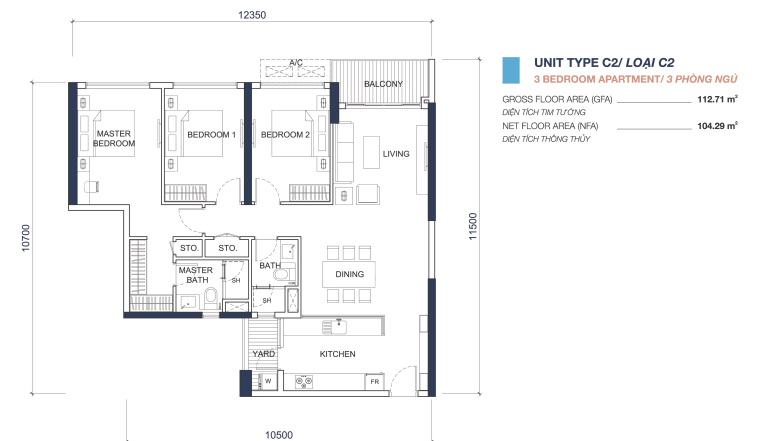 12350
A/C
BALCONY
UNIT TYPE C2/ LOẠI C2
3 BEDROOM APARTMENT/ 3 PHÒNG NGỦ
GROSS FLOOR AREA (GFA) 112.71 m²
DIỆN TÍCH TIM TƯỜNG
NET FLOOR AREA (NFA) 104.29 m²
DIỆN TÍCH THÔNG THỦY
MASTER
BEDROOM
BEDROOM 1
BEDROOM 2
LIVING
10700
11500
STO.
STO.
MASTER
BATH
SH
BATH
SH
DINING
YARD
KITCHEN
W
FR
10500